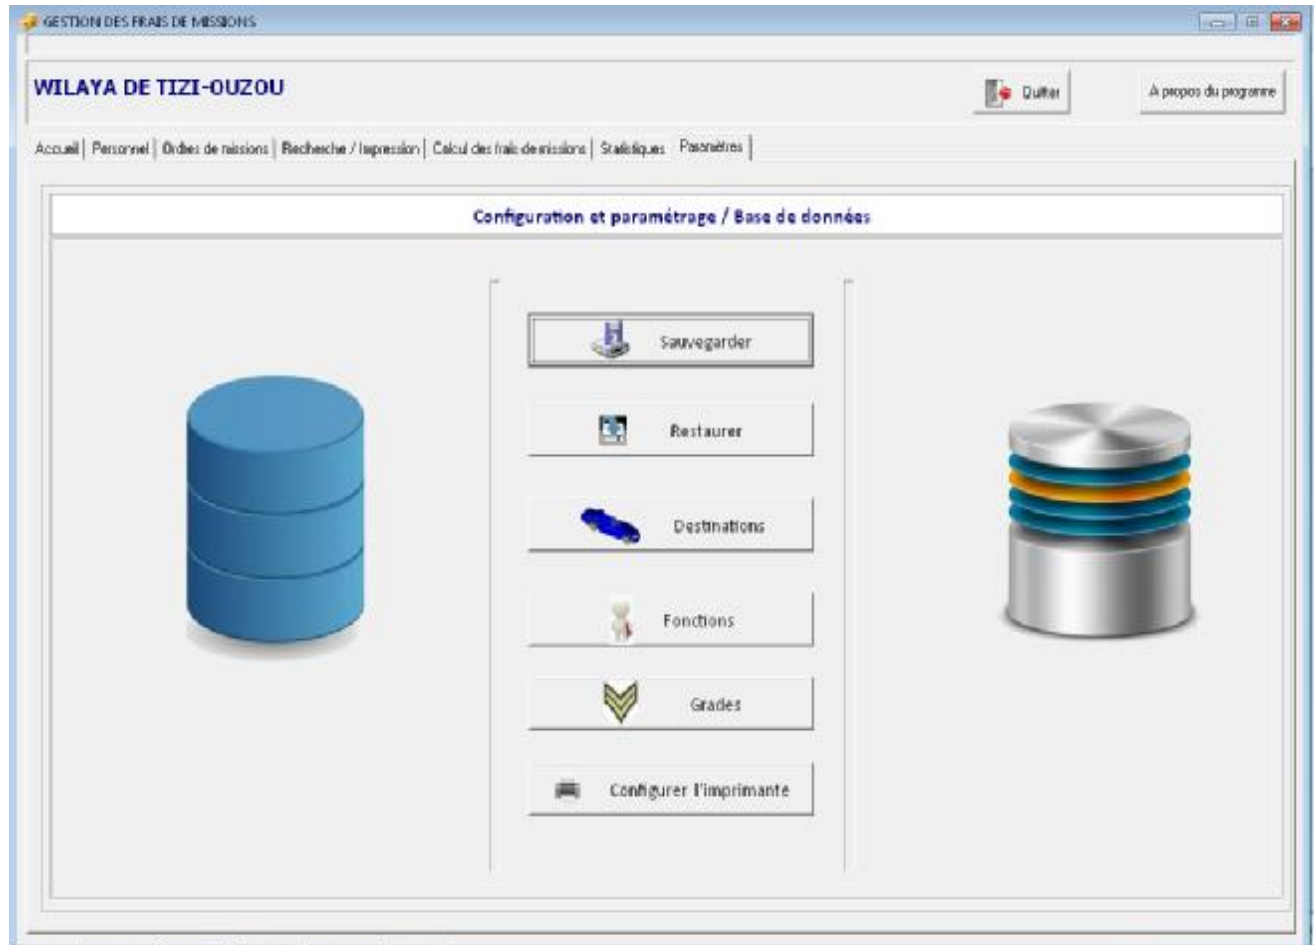 GESTION DES FRAIS DE MISSIONS
WILAYA DE TIZI-OUZOU
Quitter
A propos du programme
Accueil
Personnel
Ordres de missions
Recherche / Impression
Calcul des frais de missions
Statistiques
Paramètres
Configuration et paramétrage / Base de données
Sauvegarder
Restaurer
Destinations
Fonctions
Grades
Configurer l'imprimante